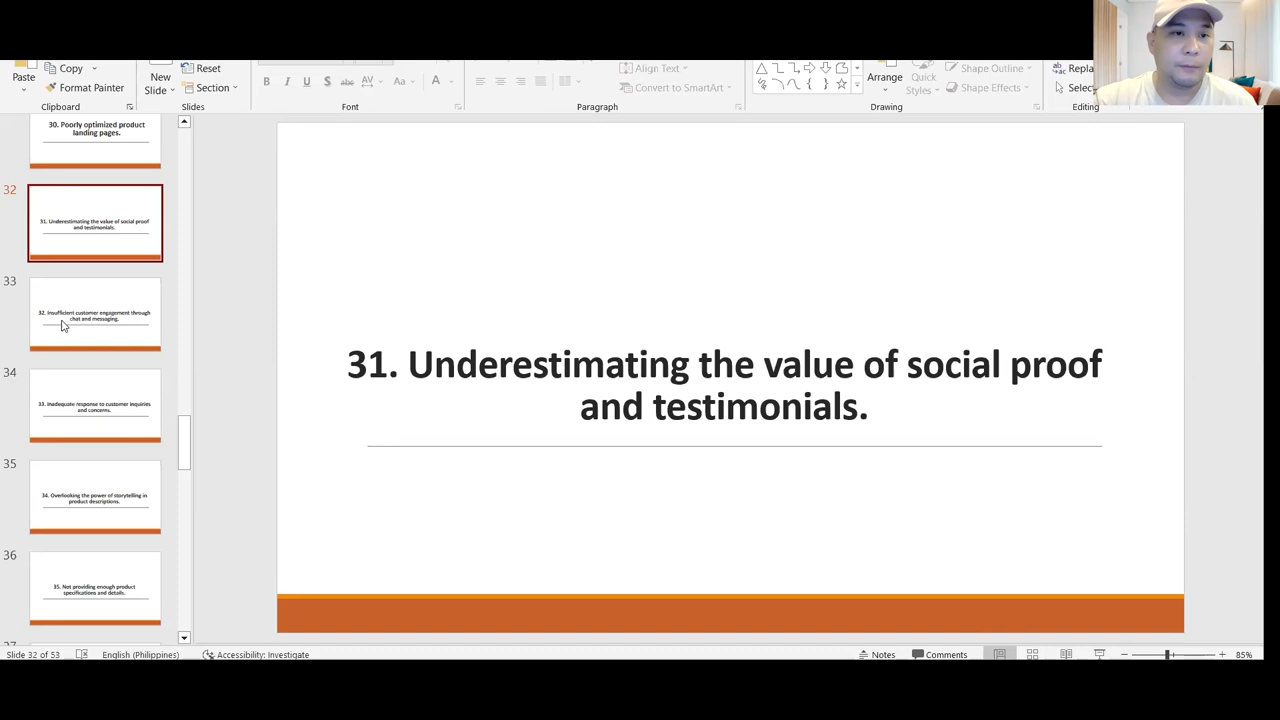 Paste
Copy
Format Painter
Clipboard
New
Slide
Reset
Section
Slides
B I U S abc AV Aa A
Font
Align Text
Convert to SmartArt
Paragraph
Arrange
Quick
Styles
Shape Outline
Shape Effects
Drawing
Repla
Selec
Editing
30. Poorly optimized product
landing pages.
32
31. Underestimating the value of social proof
and testimonials.
33
32. Insufficient customer engagement through
chat and messaging.
34
33. Inadequate response to customer inquiries
and concerns.
35
34. Overlooking the power of storytelling in
product descriptions.
36
35. Not providing enough product
specifications and details.
31. Underestimating the value of social proof
and testimonials.
Slide 32 of 53
English (Philippines)
Accessibility: Investigate
Notes
Comments
85%